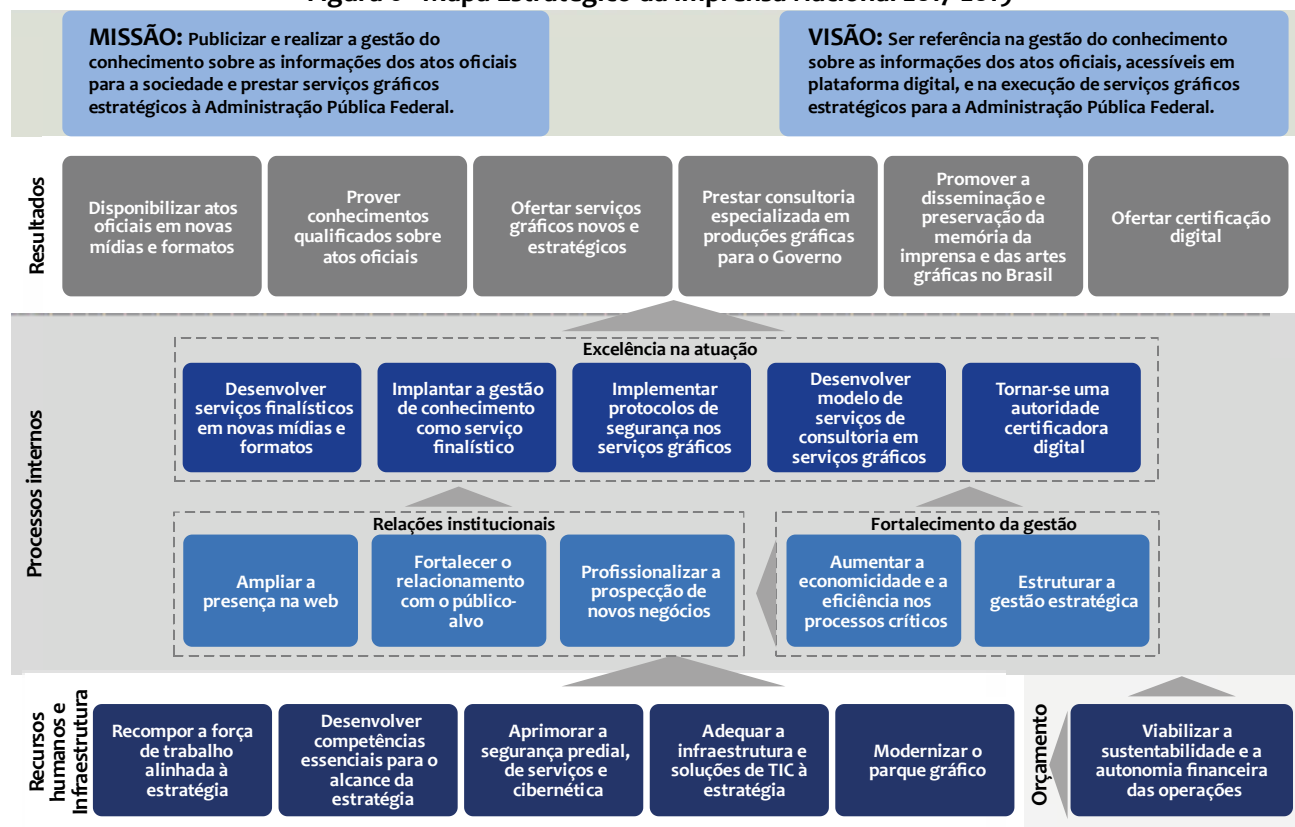 MISSÃO: Publicizar e realizar a gestão do
conhecimento sobre as informações dos atos oficiais
para a sociedade e prestar serviços gráficos
estratégicos à Administração Pública Federal.
VISÃO: Ser referência na gestão do conhecimento
sobre as informações dos atos oficiais, acessíveis em
plataforma digital, e na execução de serviços gráficos
estratégicos para a Administração Pública Federal.
Resultados
Disponibilizar atos
oficiais em novas
mídias e formatos
Prover
conhecimentos
qualificados sobre
atos oficiais
Ofertar serviços
gráficos novos e
estratégicos
Prestar consultoria
especializada em
produções gráficas
para o Governo
Promover a
disseminação e
preservação da
memória da
imprensa e das artes
gráficas no Brasil
Ofertar certificação
digital
Processos internos
Excelência na atuação
Desenvolver
serviços finalísticos
em novas mídias e
formatos
Implantar a gestão
de conhecimento
como serviço
finalístico
Implementar
protocolos de
segurança nos
serviços gráficos
Desenvolver
modelo de
serviços de
consultoria em
serviços gráficos
Tornar-se uma
autoridade
certificadora
digital
Relações institucionais
Ampliar a
presença na web
Fortalecer o
relacionamento
com o público-
alvo
Profissionalizar a
prospecção de
novos negócios
Fortalecimento da gestão
Aumentar a
economicidade e a
eficiência nos
processos críticos
Estruturar a
gestão estratégica
Recursos
humanos e
Infraestrutura
Recompor a força
de trabalho
alinhada à
estratégia
Desenvolver
competências
essenciais para o
alcance da
estratégia
Aprimorar a
segurança predial,
de serviços e
cibernética
Adequar a
infraestrutura e
soluções de TIC à
estratégia
Modernizar o
parque gráfico
Orçamento
Viabilizar a
sustentabilidade e a
autonomia financeira
das operações